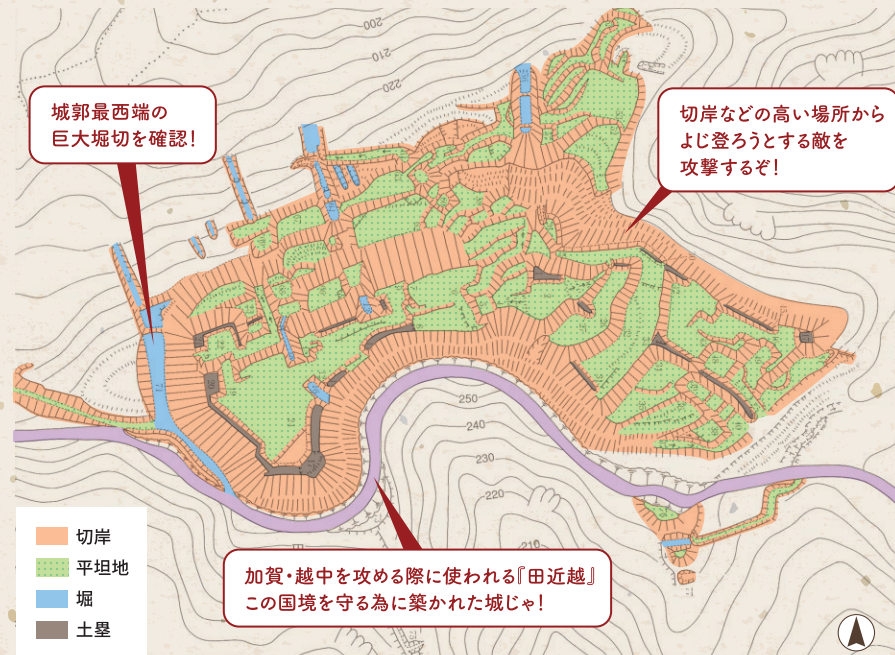 200
210
220
城郭最西端の
巨大堀切を確認!
切岸などの高い場所から
よじ登ろうとする敵を
攻撃するぞ!
250
240
230
220
210
加賀・越中を攻める際に使われる『田近越』
この国境を守る為に築かれた城じゃ!
切岸
平坦地
堀
土塁